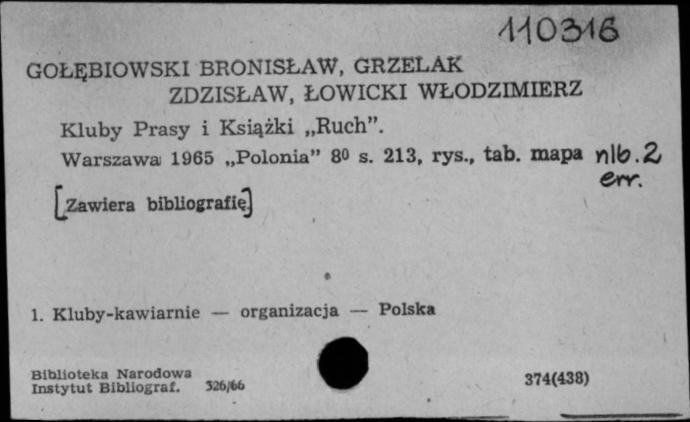 110316
GOŁĘBIOWSKI BRONISŁAW, GRZELAK
ZDZISŁAW, ŁOWICKI WŁODZIMIERZ
Kluby Prasy i Książki „Ruch”.
Warszawa 1965 „Polonia” 8⁰ s. 213, rys., tab. mapa nlb. 2
err.
[Zawiera bibliografię]
1. Kluby-kawiarnie — organizacja — Polska
Biblioteka Narodowa
Instytut Bibliograf. 326/66
374(438)